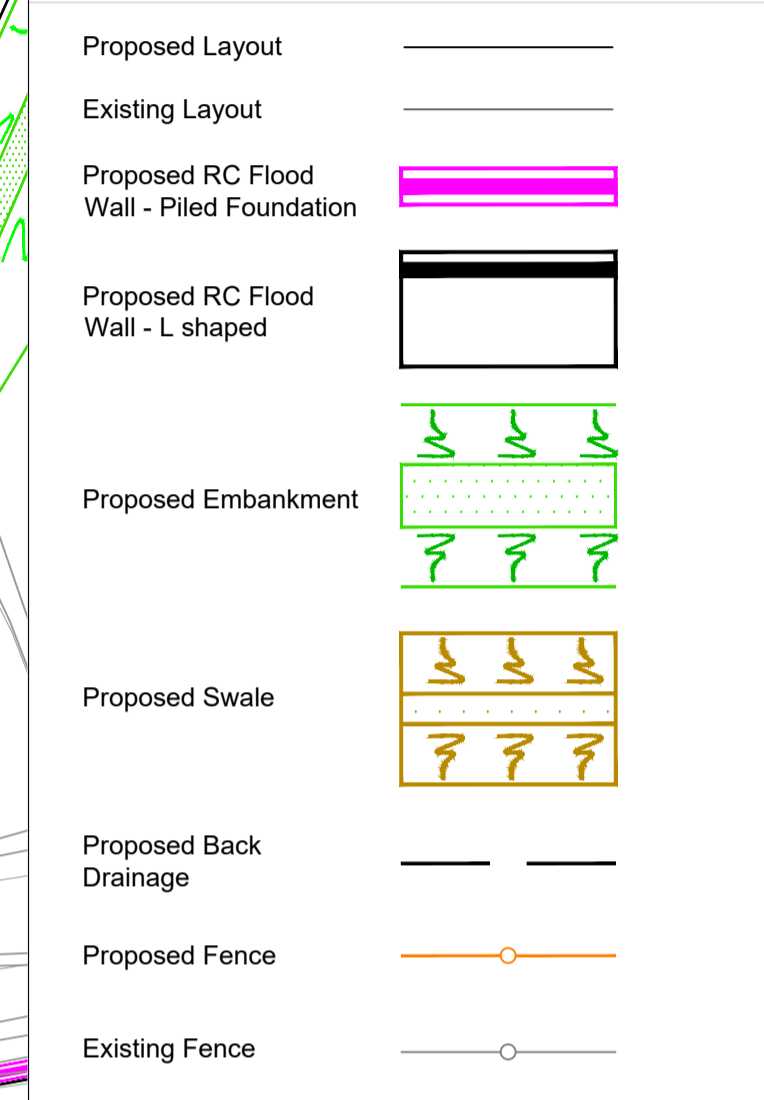 Proposed Layout
Existing Layout
Proposed RC Flood
Wall - Piled Foundation
Proposed RC Flood
Wall - L shaped
Proposed Embankment
Proposed Swale
Proposed Back
Drainage
Proposed Fence
Existing Fence